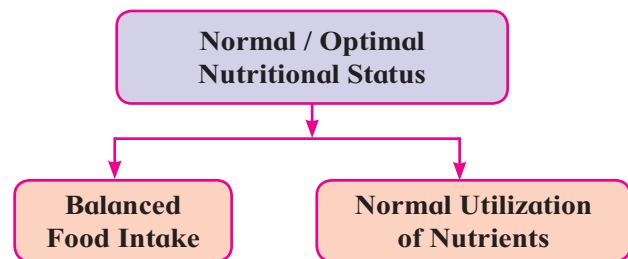 Normal / Optimal
Nutritional Status
Balanced
Food Intake
Normal Utilization
of Nutrients